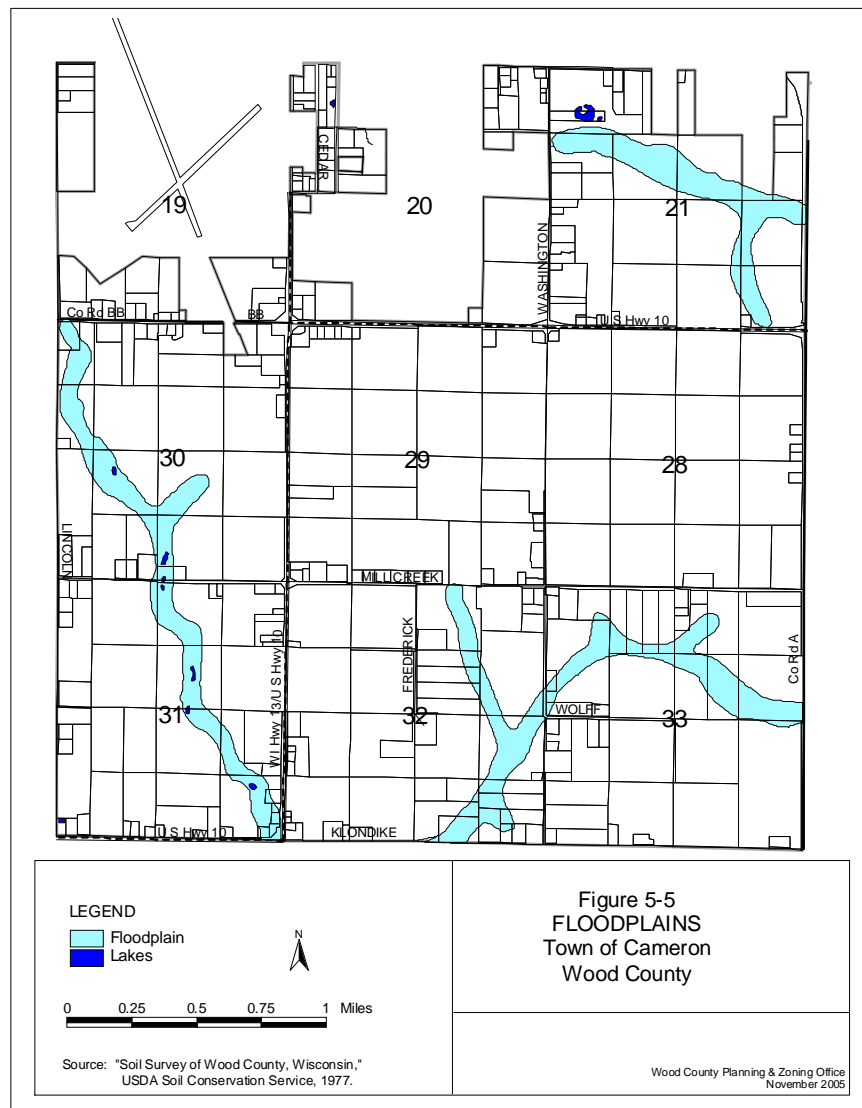 CEDAR
19
20
21
WASHINGTON
Co Rd BB
BB
U S Hwy 10
30
29
28
LINCOLN
MILLCREEK
FREDERICK
WI Hwy 13/U S Hwy 10
Co Rd A
WOLFF
31
32
33
U S Hwy 10
KLONDIKE
LEGEND
Floodplain
Lakes
N
0 0.25 0.5 0.75 1 Miles
Source: "Soil Survey of Wood County, Wisconsin,"
USDA Soil Conservation Service, 1977.
Figure 5-5
FLOODPLAINS
Town of Cameron
Wood County
Wood County Planning & Zoning Office
November 2005